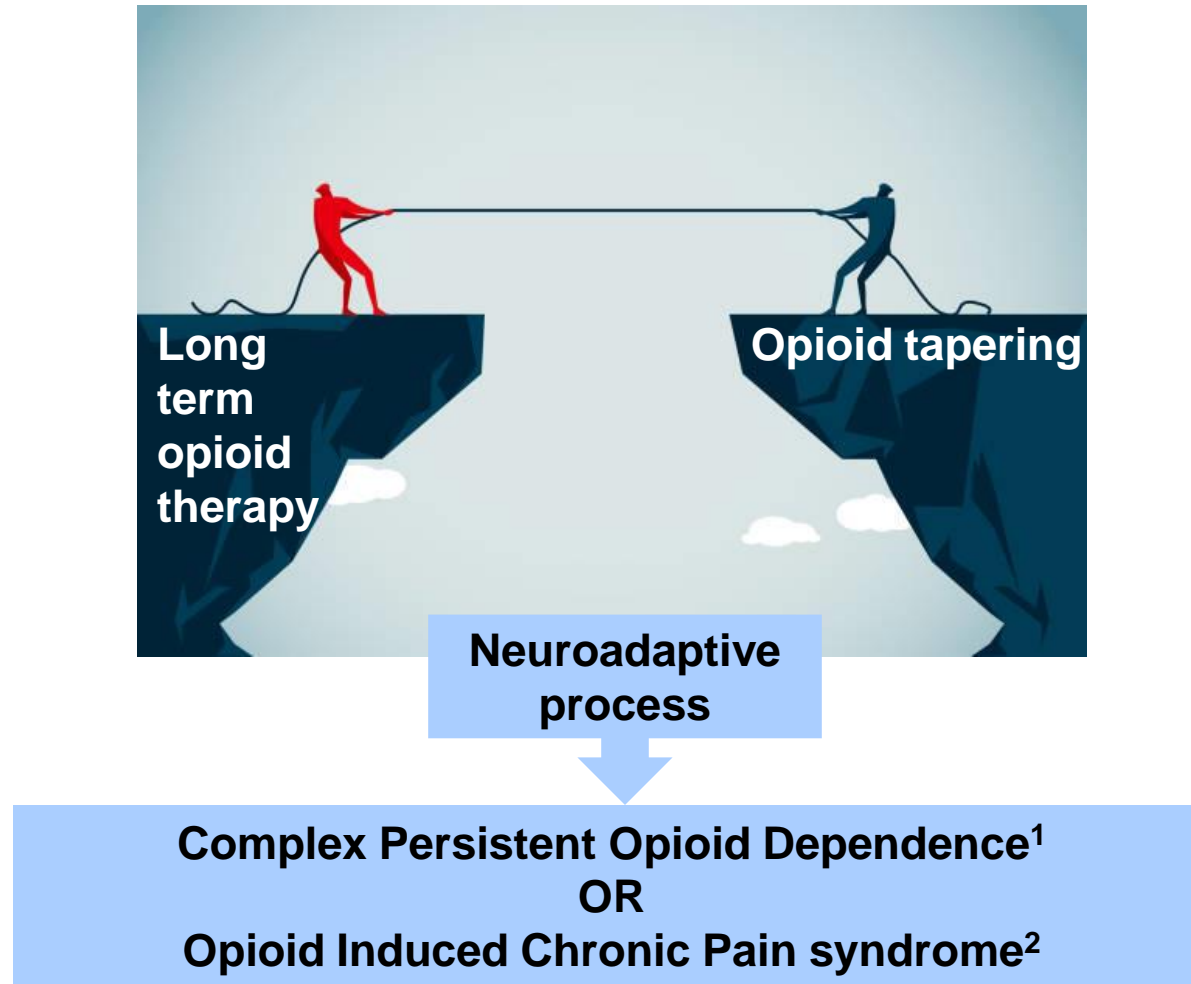 Long
term
opioid
therapy
Opioid tapering
Neuroadaptive
process
Complex Persistent Opioid Dependence¹
OR
Opioid Induced Chronic Pain syndrome²